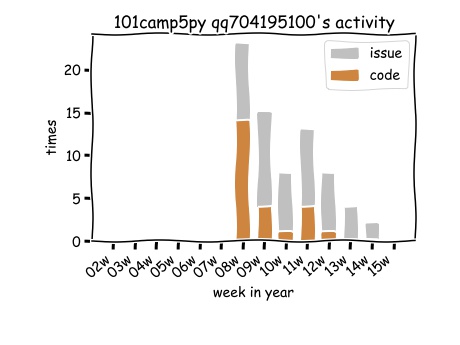 101camp5py qq704195100's activity
issue
code
times
20
15
10
5
0
02w 03w 04w 05w 06w 07w 08w 09w 10w 11w 12w 13w 14w 15w
week in year